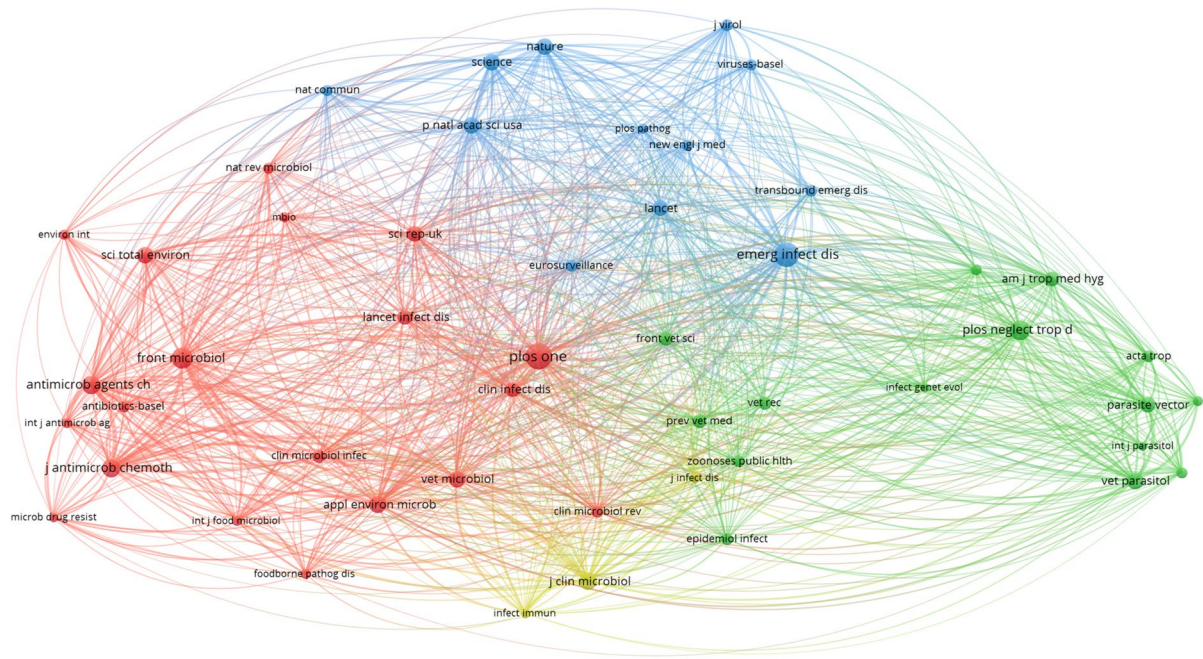 j virol
nature
science
viruses-basel
nat commun
p natl acad sci usa
plos pathog
new engl j med
nat rev microbiol
transbound emerg dis
lancet
mbio
environ int
sci rep-uk
sci total environ
emerg infect dis
eurosurveillance
am j trop med hyg
lancet infect dis
plos neglect trop d
front vet sci
front microbiol
plos one
acta trop
antimicrob agents ch
clin infect dis
infect genet evol
antibiotics-basel
vet rec
parasite vector
int j antimicrob ag
prev vet med
int j parasitol
clin microbiol infec
zoonoses public hlth
j antimicrob chemoth
vet microbiol
j infect dis
vet parasitol
appl environ microb
clin microbiol rev
microb drug resist
int j food microbiol
epidemiol infect
foodborne pathog dis
j clin microbiol
infect immun